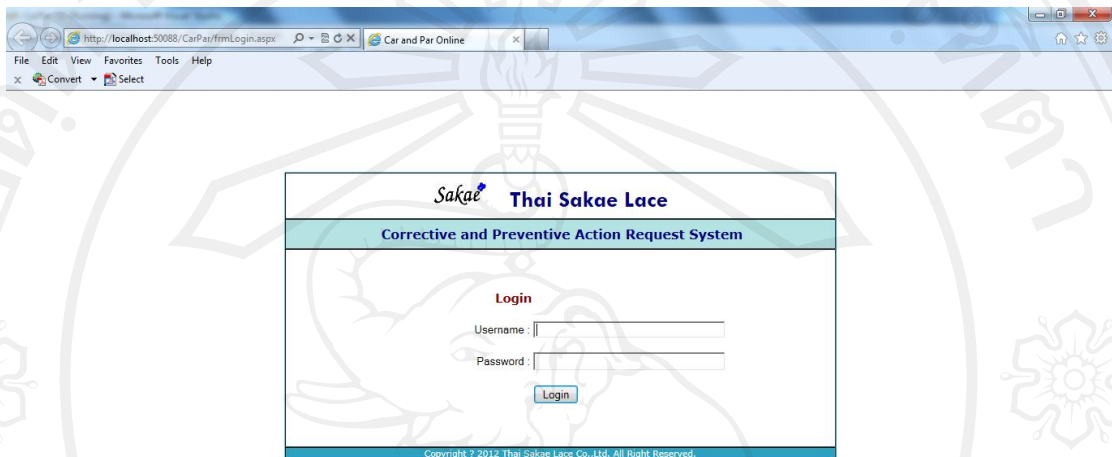 http://localhost:50088/CarPar/frmLogin.aspx
Car and Par Online
File Edit View Favorites Tools Help
x Convert Select
Sakae Thai Sakae Lace
Corrective and Preventive Action Request System
Login
Username :
Password :
Login
Copyright ? 2012 Thai Sakae Lace Co.,Ltd. All Right Reserved.